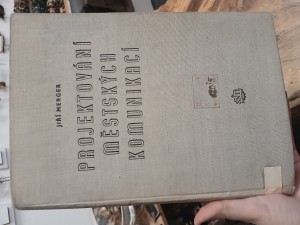 JIŘÍ MERGER
PROJEKTOVÁNÍ
MĚSTSKÝCH
KOMUNIKACÍ